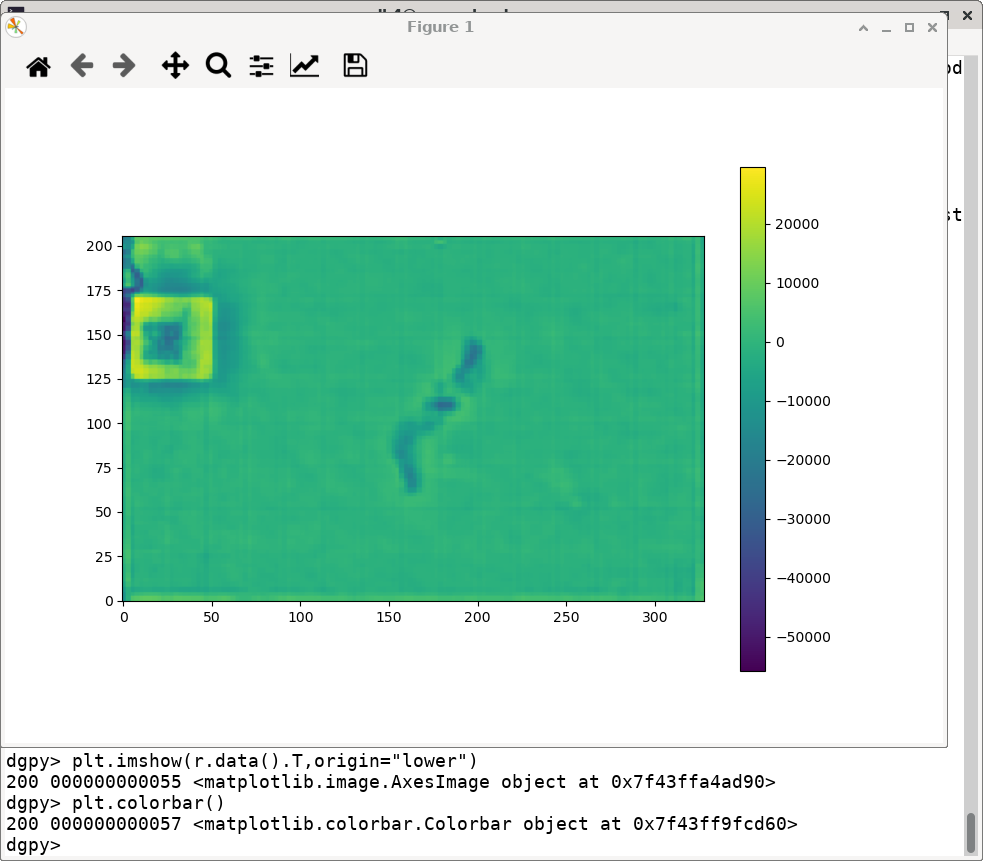 Figure 1
od
st
200
175
150
125
100
75
50
25
0
0 50 100 150 200 250 300
20000
10000
0
−10000
−20000
−30000
−40000
−50000
dgpy> plt.imshow(r.data().T,origin="lower")
200 000000000055 <matplotlib.image.AxesImage object at 0x7f43ffa4ad90>
dgpy> plt.colorbar()
200 000000000057 <matplotlib.colorbar.Colorbar object at 0x7f43ff9fcd60>
dgpy>